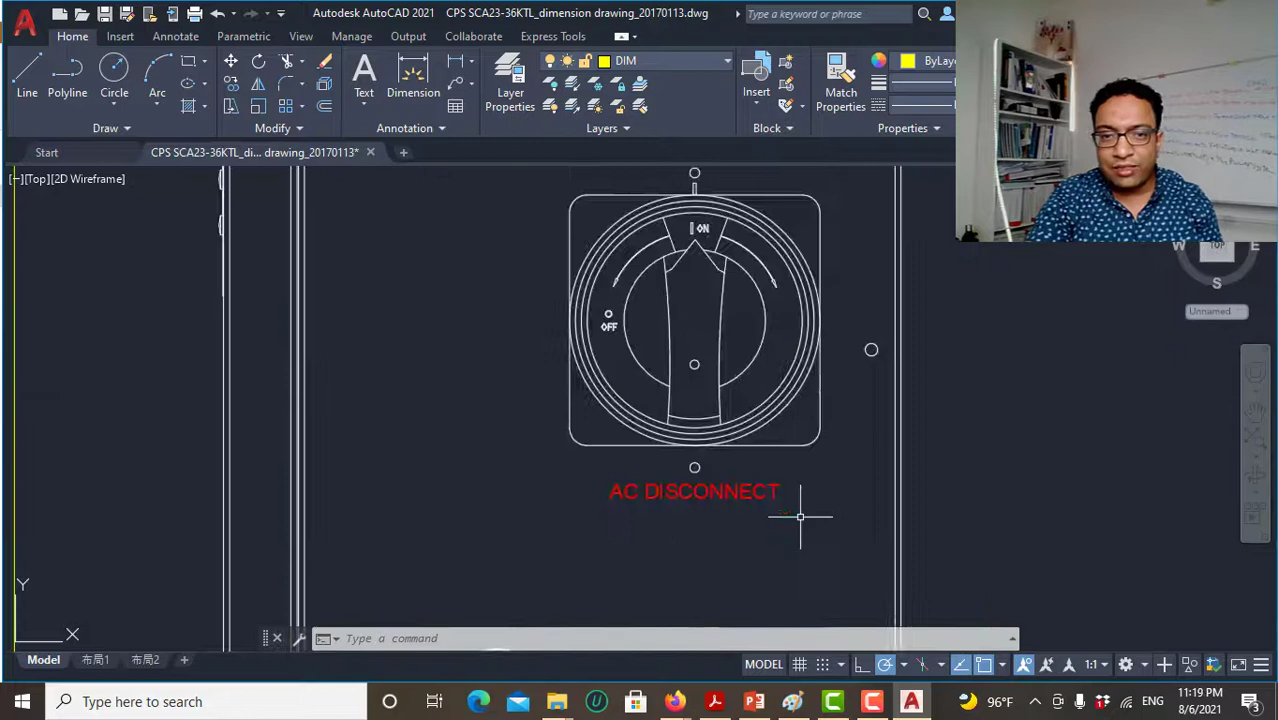 Autodesk AutoCAD 2021 CPS SCA23-36KTL_dimension drawing_20170113.dwg
Type a keyword or phrase
Home Insert Annotate Parametric View Manage Output Collaborate Express Tools
DIM
ByLay
Line Polyline Circle Arc
Text Dimension
Layer Properties
Insert
Match Properties
Draw Modify Annotation Layers Block Properties
Start CPS SCA23-36KTL_di... drawing_20170113*
[−][Top][2D Wireframe]
ON
OFF
AC DISCONNECT
W TOP E
S
Unnamed
Y
X
Type a command
Model 布局1 布局2
MODEL 1:1
Type here to search
96°F ENG
11:19 PM
8/6/2021
3